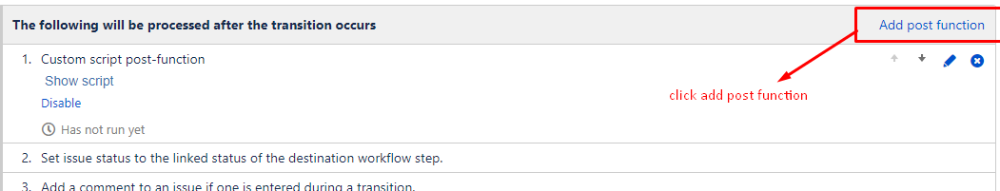 The following will be processed after the transition occurs
Add post function
1. Custom script post-function
Show script
click add post function
Disable
Has not run yet
2. Set issue status to the linked status of the destination workflow step.
3. Add a comment to an issue if one is entered during a transition.